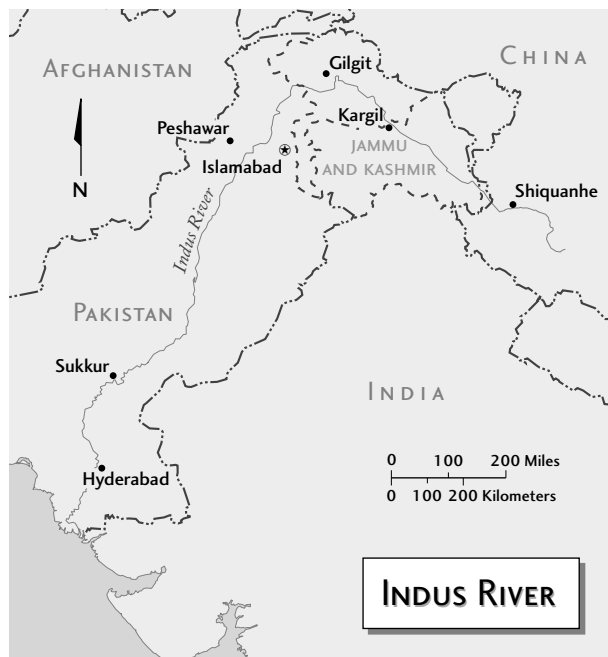 CHINA
AFGHANISTAN
Gilgit
Kargil
Peshawar
JAMMU
AND KASHMIR
Islamabad
N
Shiquanhe
Indus River
PAKISTAN
Sukkur
INDIA
Hyderabad
0 100 200 Miles
0 100 200 Kilometers
INDUS RIVER